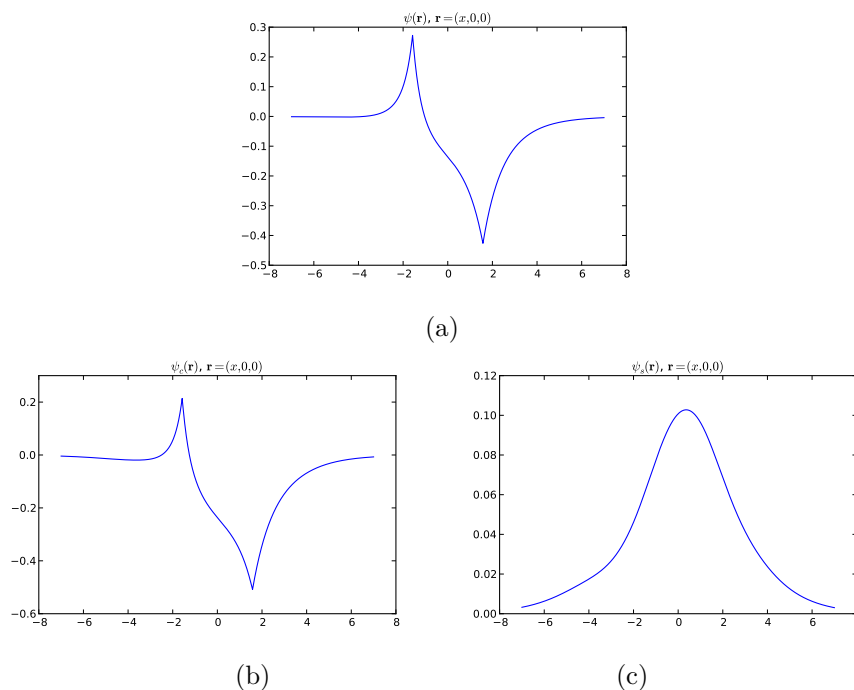 ψ(r), r=(x,0,0)
0.3
0.2
0.1
0.0
−0.1
−0.2
−0.3
−0.4
−0.5
−8 −6 −4 −2 0 2 4 6 8
(a)
ψc(r), r=(x,0,0)
0.2
0.0
−0.2
−0.4
−0.6
−8 −6 −4 −2 0 2 4 6 8
(b)
ψs(r), r=(x,0,0)
0.12
0.10
0.08
0.06
0.04
0.02
0.00
−8 −6 −4 −2 0 2 4 6
(c)